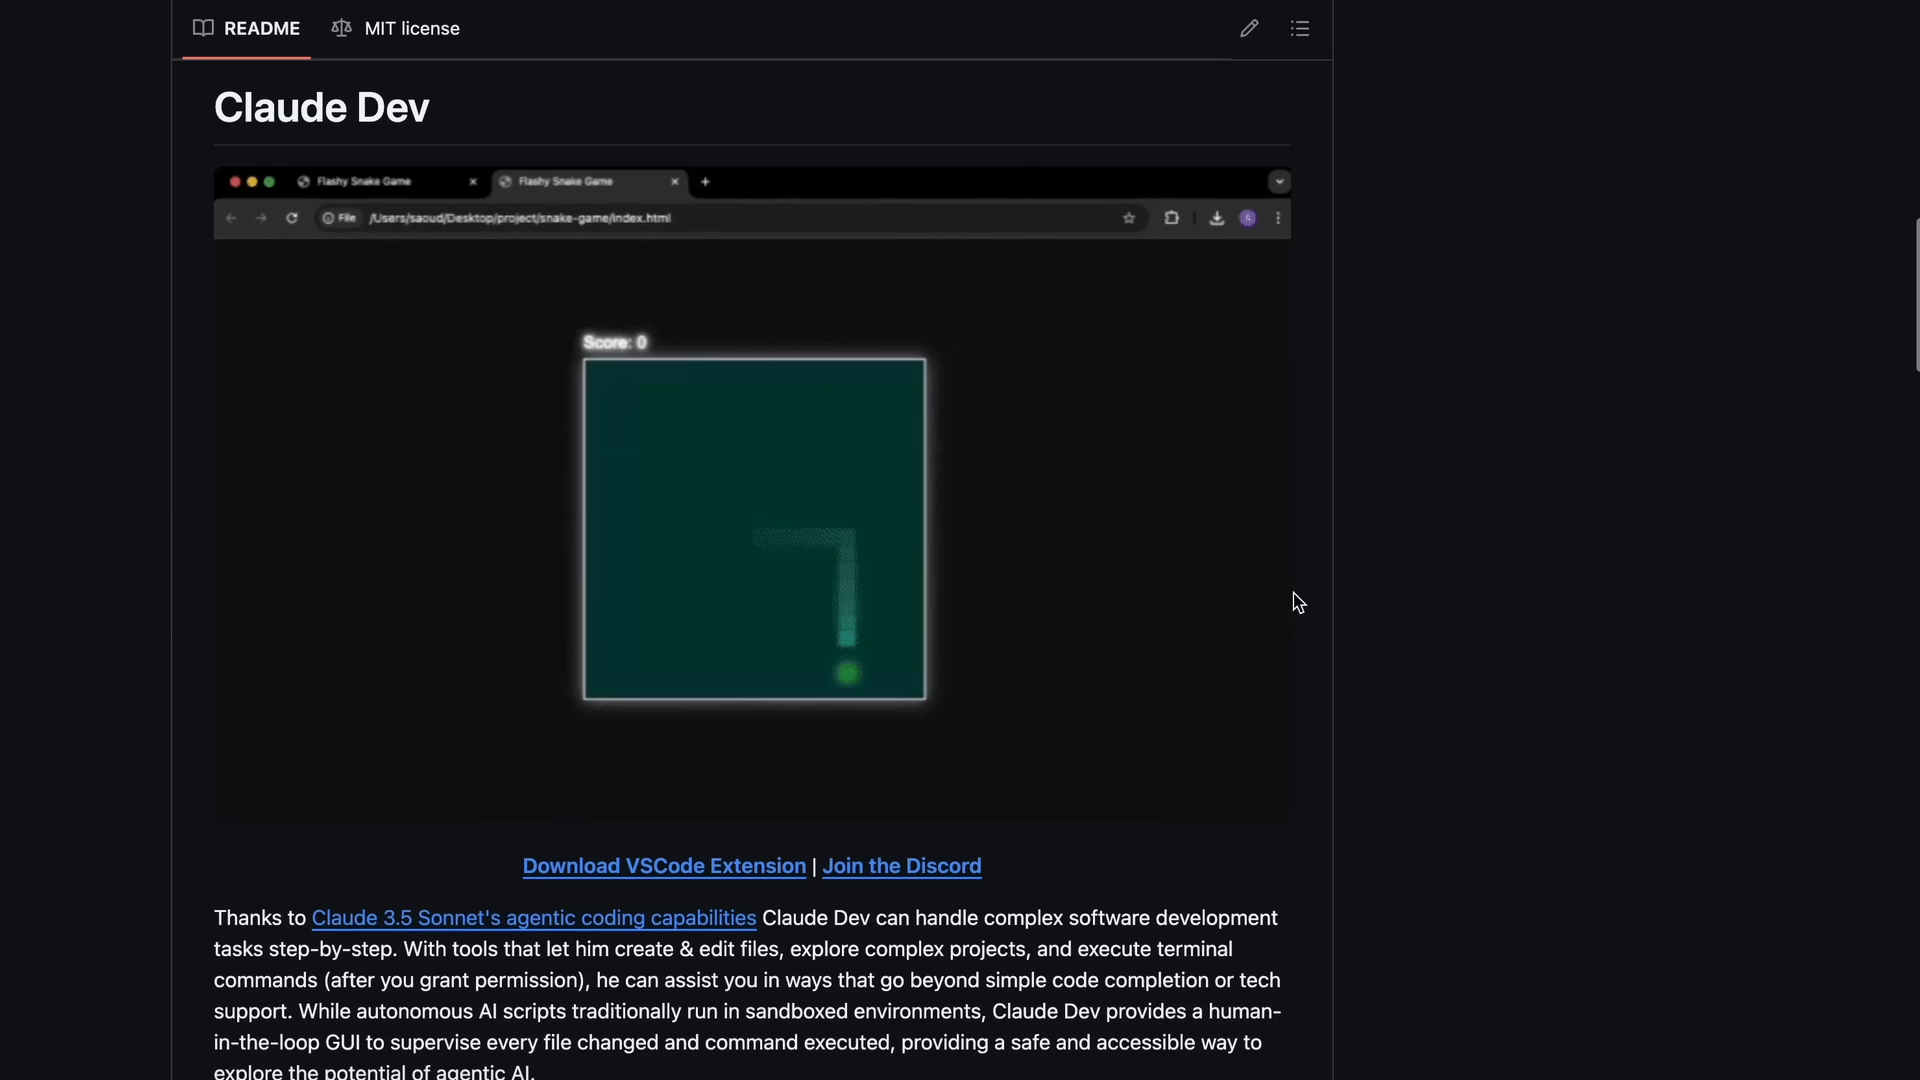 README MIT license
Claude Dev
Flashy Snake Game Flashy Snake Game
File /Users/saoud/Desktop/project/snake-game/index.html
Score: 0
Download VSCode Extension | Join the Discord
Thanks to Claude 3.5 Sonnet's agentic coding capabilities Claude Dev can handle complex software development
tasks step-by-step. With tools that let him create & edit files, explore complex projects, and execute terminal
commands (after you grant permission), he can assist you in ways that go beyond simple code completion or tech
support. While autonomous AI scripts traditionally run in sandboxed environments, Claude Dev provides a human-
in-the-loop GUI to supervise every file changed and command executed, providing a safe and accessible way to
explore the potential of agentic AI.